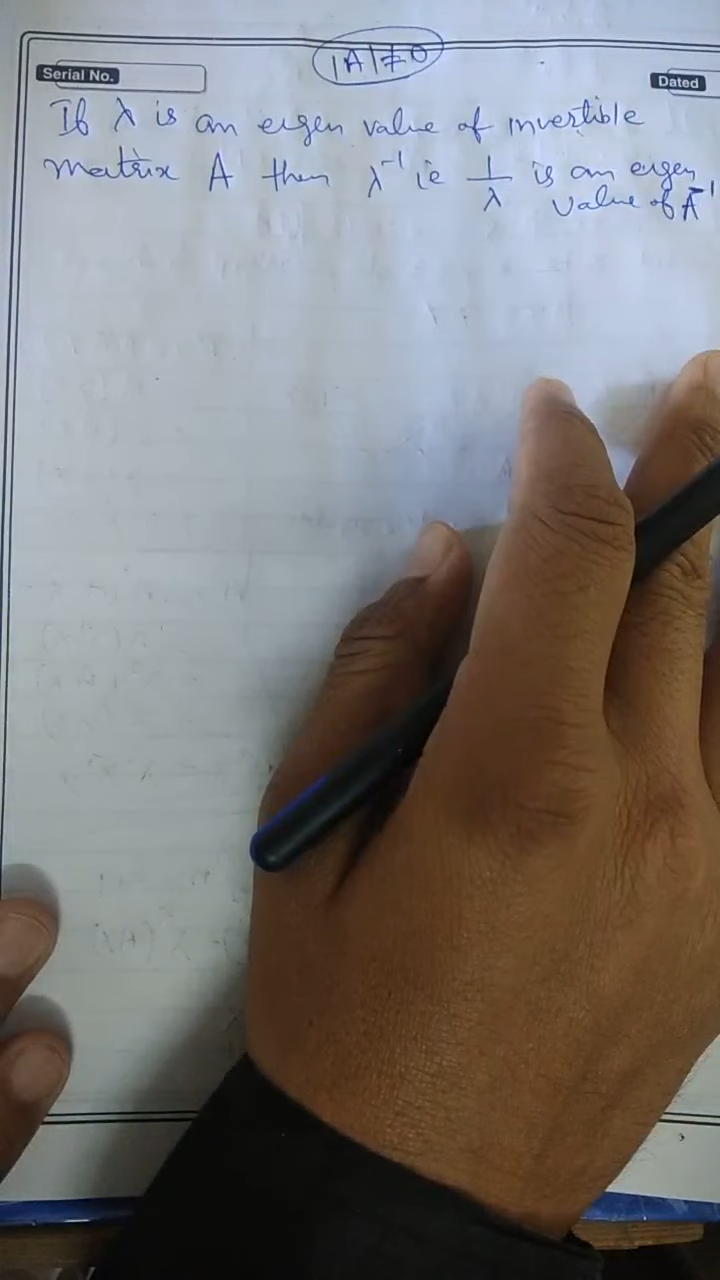 |A|≠0
Serial No.
Dated
If λ is an eigen value of invertible
matrix A then λ⁻¹ ie 1/λ is an eigen
value of A⁻¹